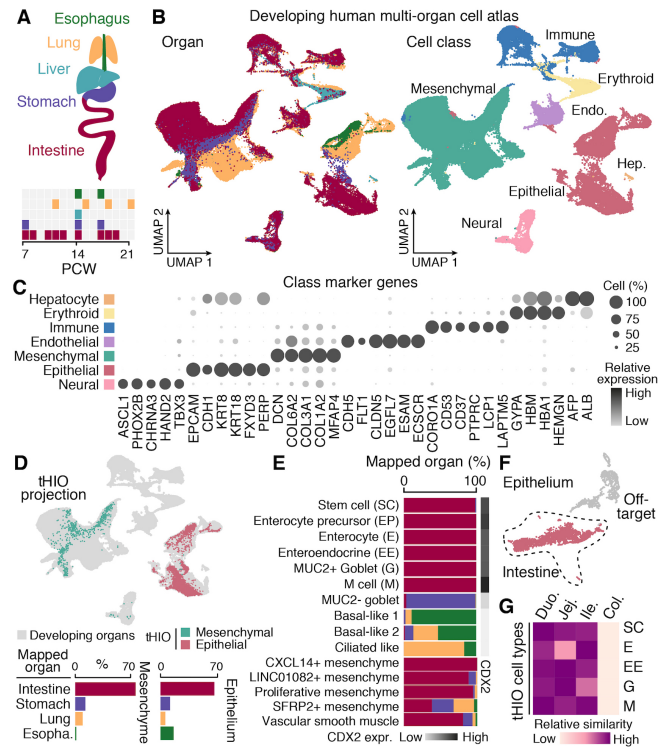 A
Esophagus
Lung
Liver
Stomach
Intestine
7 14 21
PCW
B
Developing human multi-organ cell atlas
Organ
Cell class
Immune
Erythroid
Mesenchymal
Endo.
Hep.
Epithelial
Neural
UMAP 2
UMAP 1
UMAP 2
UMAP 1
C
Class marker genes
Hepatocyte
Erythroid
Immune
Endothelial
Mesenchymal
Epithelial
Neural
ASCL1
PHOX2B
CHRNA3
HAND2
TBX3
EPCAM
CDH1
KRT8
KRT18
FXYD3
PERP
DCN
COL6A2
COL3A1
COL1A2
MFAP4
CDH5
FLT1
CLDN5
EGFL7
ESAM
ECSCR
CORO1A
CD53
CD37
PTPRC
LCP1
LAPTM5
GYPA
HBM
HBA1
HEMGN
AFP
ALB
Cell (%)
100
75
50
25
Relative
expression
High
Low
D
tHIO
projection
Developing organs
tHIO
Mesenchymal
Epithelial
Mapped
organ
% 
0 70
0 70
Intestine
Stomach
Lung
Espha.
Mesenchyme
Epithelium
E
Mapped organ (%)
0 100
Stem cell (SC)
Enterocyte precursor (EP)
Enterocyte (E)
Enteroendocrine (EE)
MUC2+ Goblet (G)
M cell (M)
MUC2- goblet
Basal-like 1
Basal-like 2
Ciliated like
CXCL14+ mesenchyme
LINC01082+ mesenchyme
Proliferative mesenchyme
SFRP2+ mesenchyme
Vascular smooth muscle
CDX2
CDX2 expr. Low High
F
Epithelium
Off-
target
Intestine
G
Duo.
Jej.
Ile.
Col.
tHIO cell types
SC
E
EE
G
M
Relative similarity
Low High